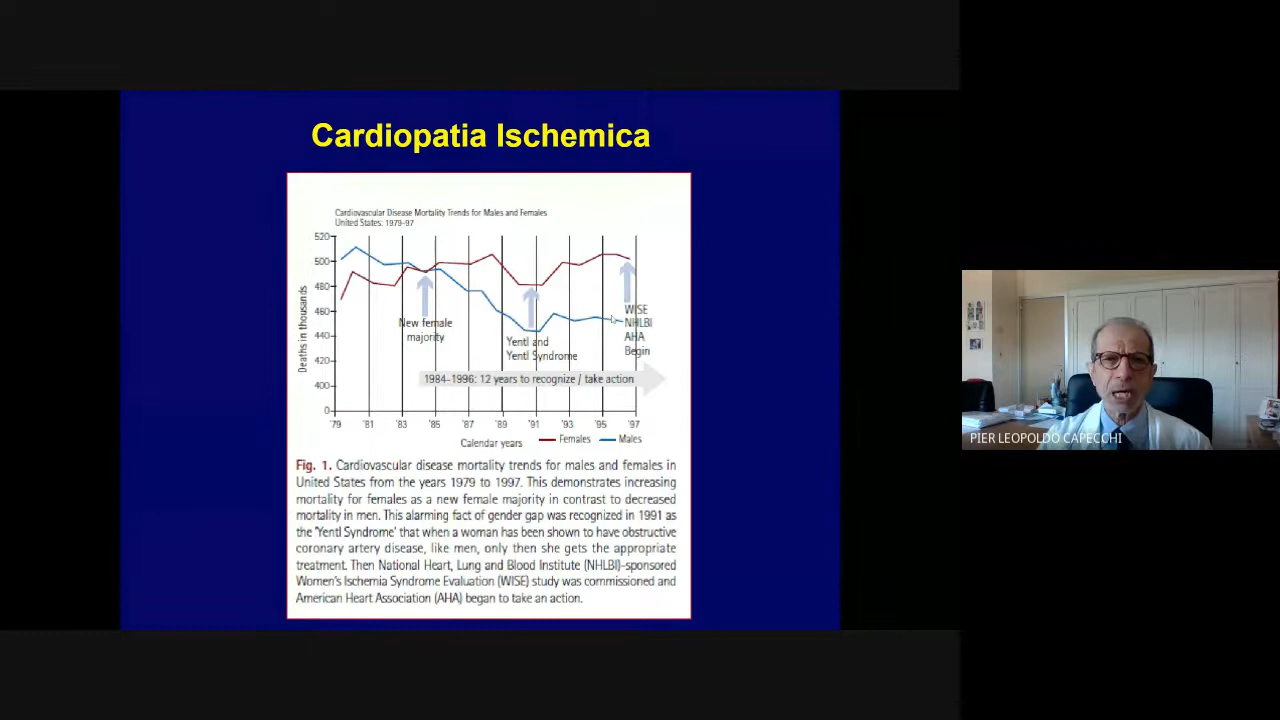 Cardiopatia Ischemica
Cardiovascular Disease Mortality Trends for Males and Females
United States: 1979-97
520
500
480
460
440
420
400
0
Deaths in thousands
New female
majority
Yentl and
Yentl Syndrome
WISE
NHLBI
AHA
Begin
1984–1996: 12 years to recognize / take action
'79 '81 '83 '85 '87 '89 '91 '93 '95 '97
Calendar years
Females Males
Fig. 1. Cardiovascular disease mortality trends for males and females in
United States from the years 1979 to 1997. This demonstrates increasing
mortality for females as a new female majority in contrast to decreased
mortality in men. This alarming fact of gender gap was recognized in 1991 as
the 'Yentl Syndrome' that when a woman has been shown to have obstructive
coronary artery disease, like men, only then she gets the appropriate
treatment. Then National Heart, Lung and Blood Institute (NHLBI)–sponsored
Women's Ischemia Syndrome Evaluation (WISE) study was commissioned and
American Heart Association (AHA) began to take an action.
PIER LEOPOLDO CAPECCHI